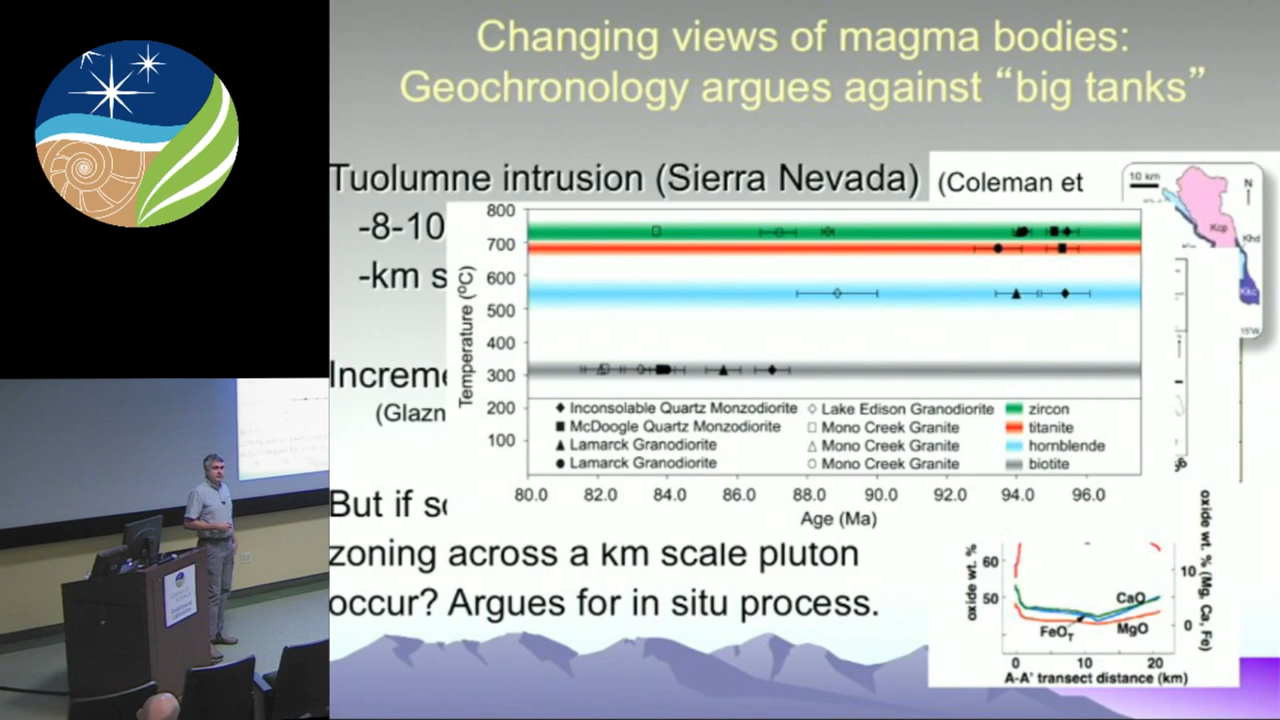 Changing views of magma bodies:
Geochronology argues against “big tanks”
Tuolumne intrusion (Sierra Nevada) (Coleman et
-8-10
-km s
Increme
(Glazn
But if so
zoning across a km scale pluton
occur? Argues for in situ process.
Temperature (ºC)
800
700
600
500
400
300
200
100
80.0 82.0 84.0 86.0 88.0 90.0 92.0 94.0 96.0
Age (Ma)
Inconsolable Quartz Monzodiorite
McDoogle Quartz Monzodiorite
Lamarck Granodiorite
Lamarck Granodiorite
Lake Edison Granodiorite
Mono Creek Granite
Mono Creek Granite
Mono Creek Granite
zircon
titanite
hornblende
biotite
10 km
N
Kcp
Khd
Kkc
oxide wt. %
60
50
10
0
oxide wt. % (Mg, Ca, Fe)
CaO
FeOT
MgO
0 10 20
A-A' transect distance (km)